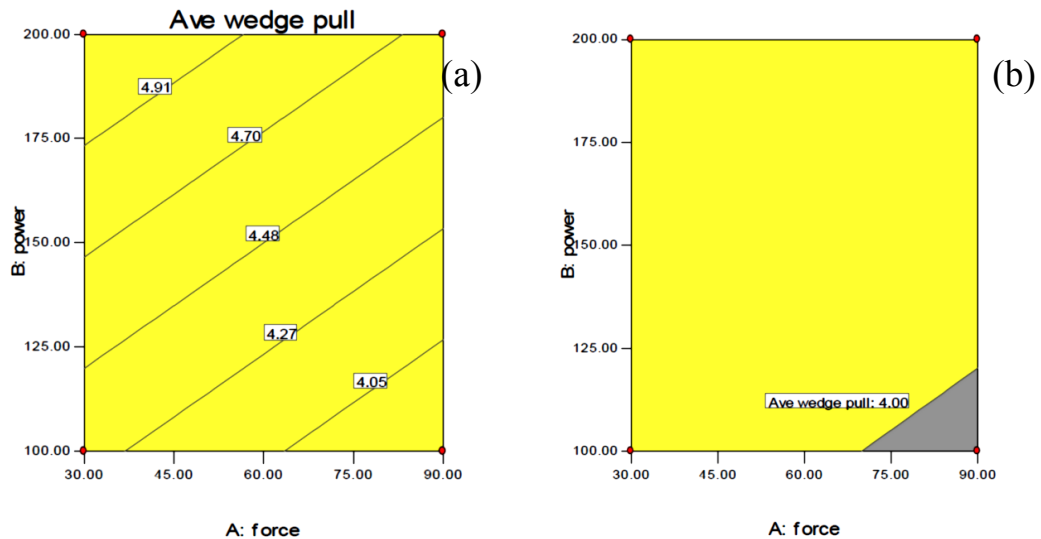 Ave wedge pull
(a)
200.00
175.00
150.00
125.00
100.00
B: power
4.91
4.70
4.48
4.27
4.05
30.00 45.00 60.00 75.00 90.00
A: force
(b)
200.00
175.00
150.00
125.00
100.00
B: power
Ave wedge pull: 4.00
30.00 45.00 60.00 75.00 90.00
A: force